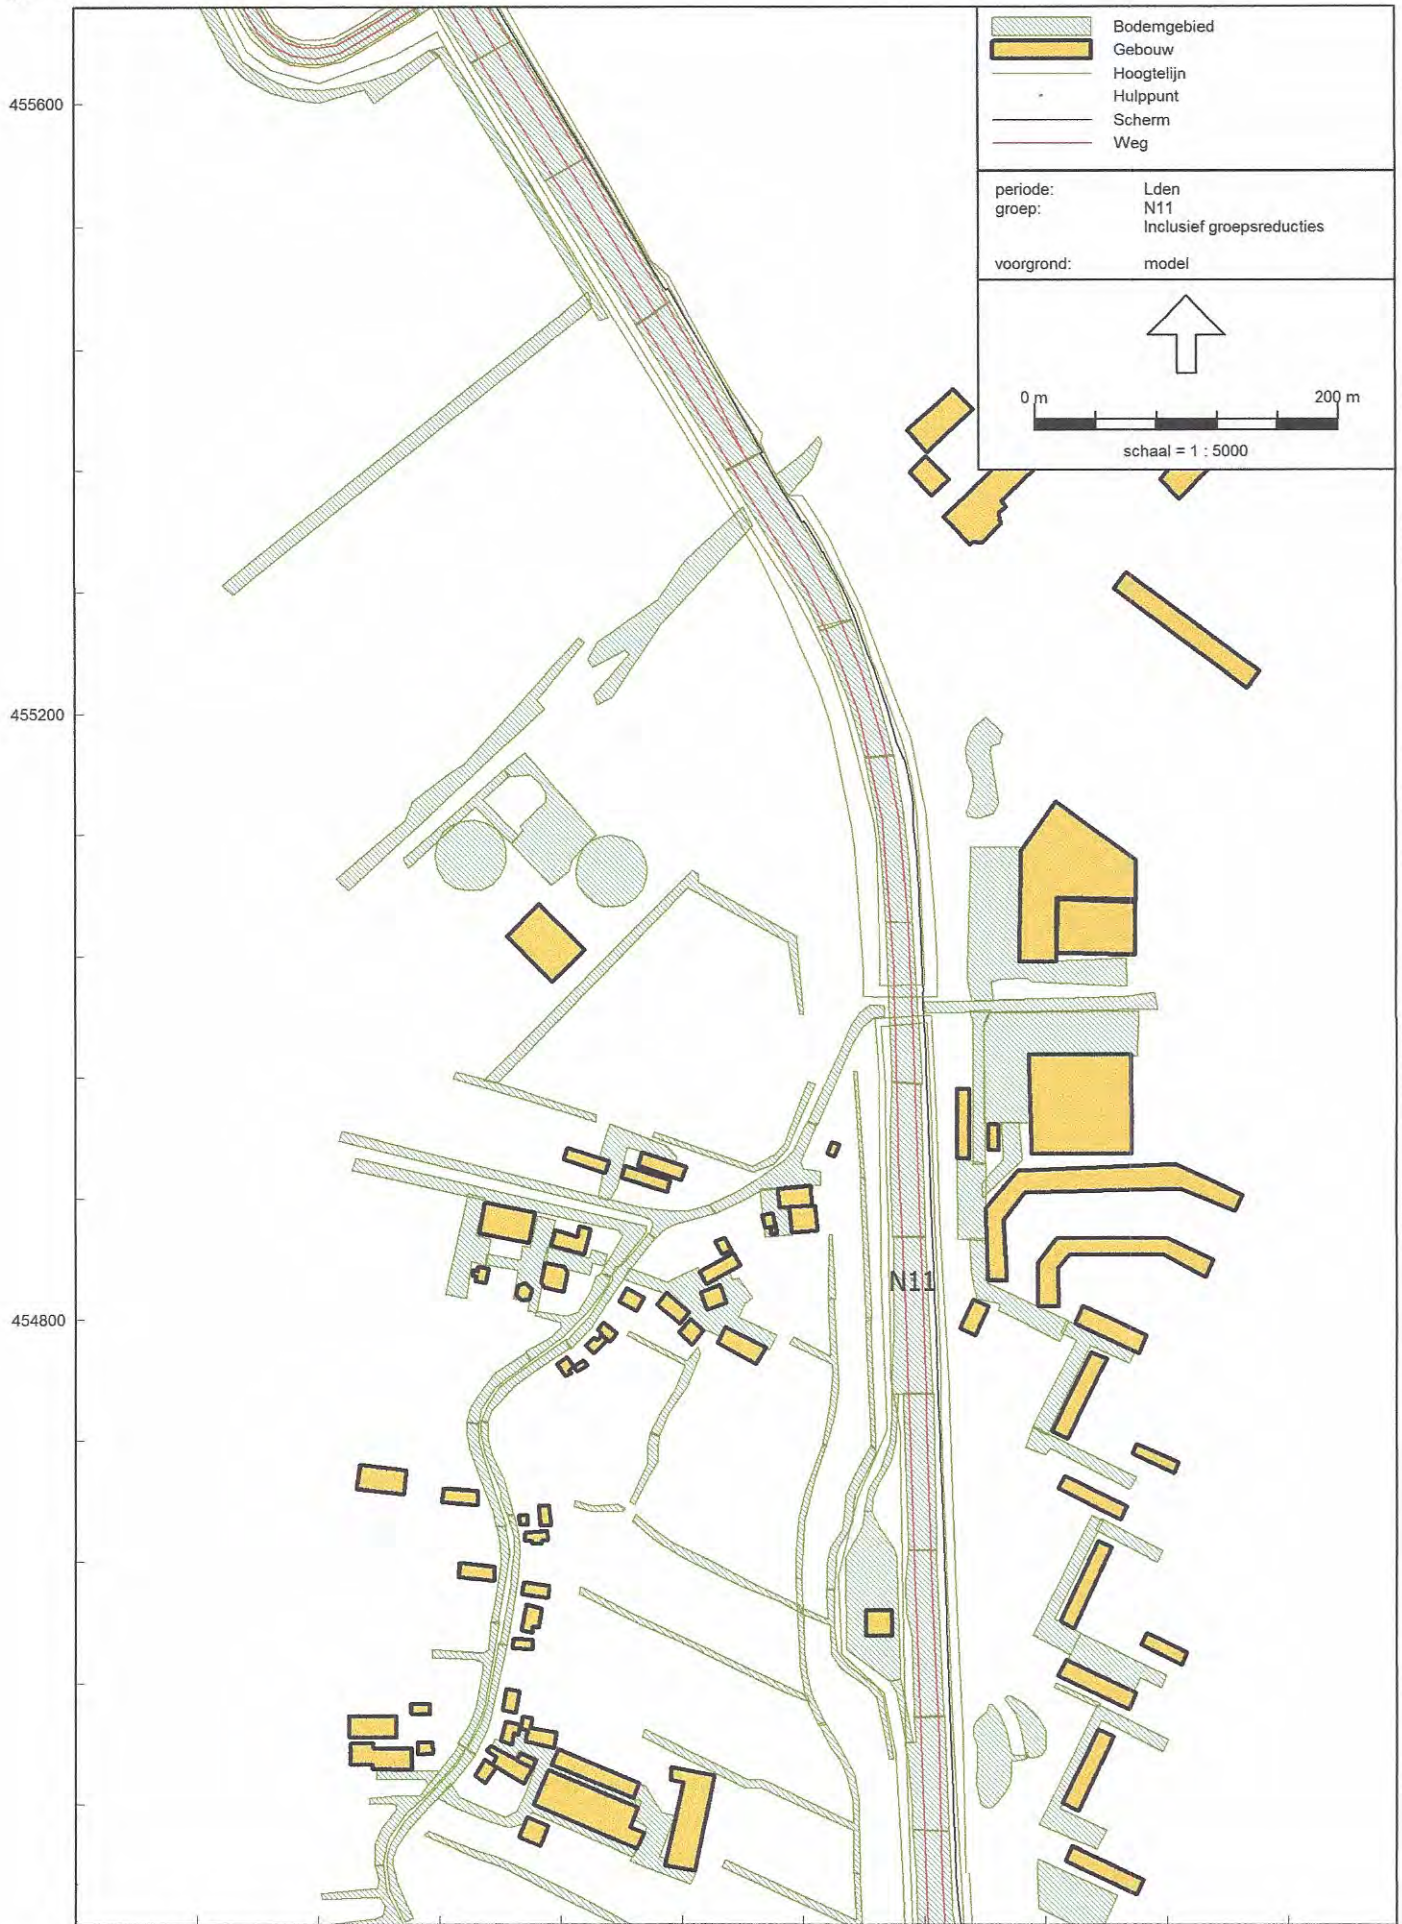 Bodemgebied
Gebouw
Hoogtelijn
Hulppunt
Scherm
Weg
periode: Lden
groep: N11
Inclusief groepsreducties
voorgrond: model
0 m 200 m
schaal = 1 : 5000
455600
455200
454800
N11